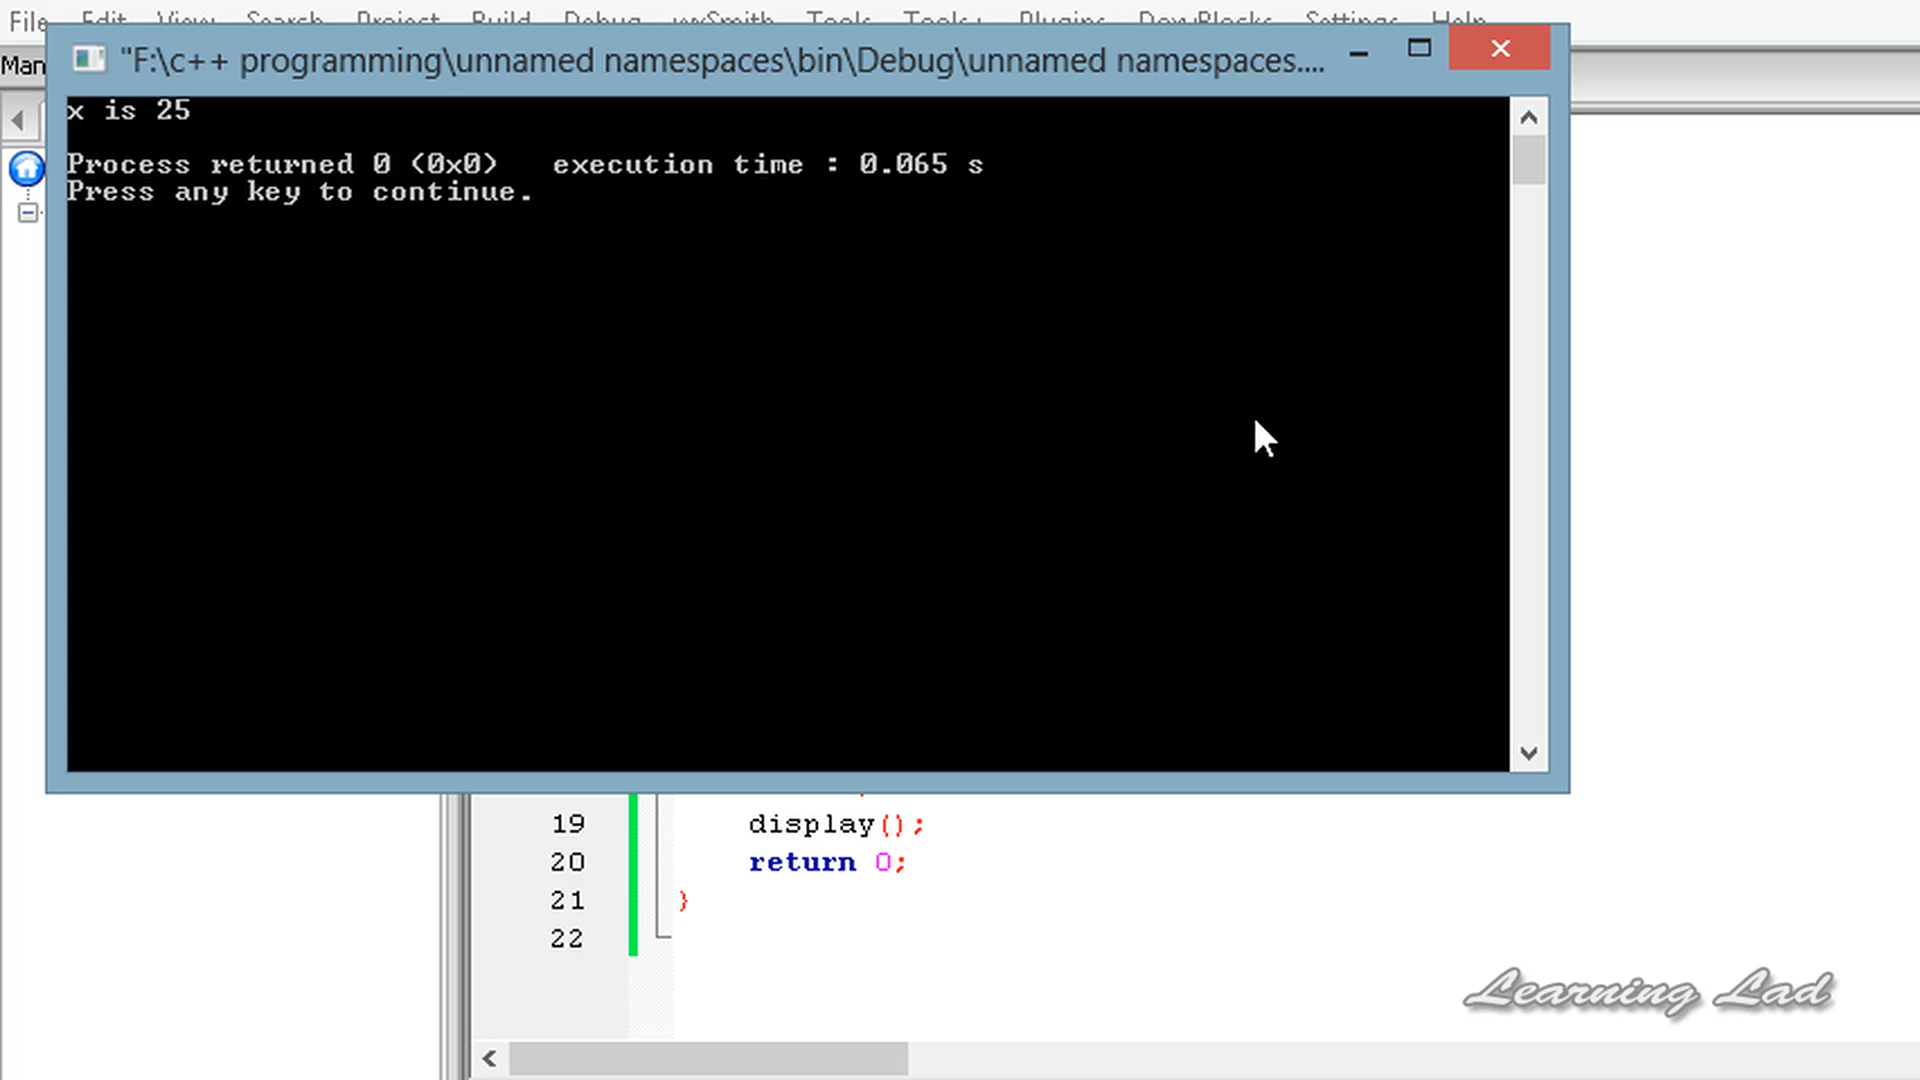 File Edit View Search Project Build Debug wxSmith Tools Tools+ Plugins DoxyBlocks Settings Help
"F:\c++ programming\unnamed namespaces\bin\Debug\unnamed namespaces....
Man
x is 25
Process returned 0 (0x0)   execution time : 0.065 s
Press any key to continue.
19 display();
20 return 0;
21 }
22
Learning Lad